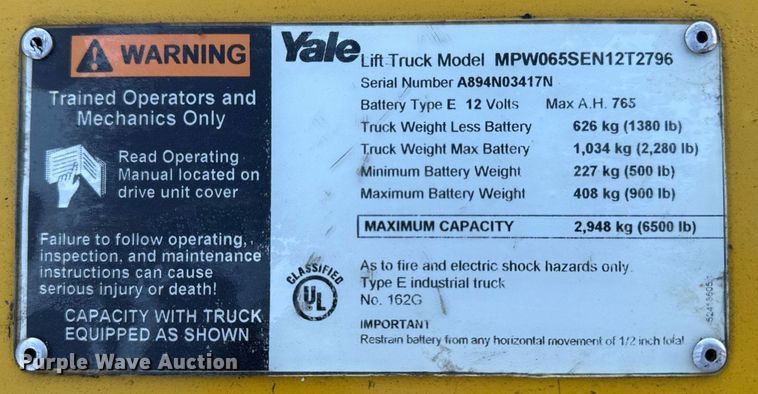 WARNING
Trained Operators and
Mechanics Only
Read Operating
Manual located on
drive unit cover
Failure to follow operating,
inspection, and maintenance
instructions can cause
serious injury or death!
CAPACITY WITH TRUCK
EQUIPPED AS SHOWN
Yale Lift Truck Model MPW065SEN12T2796
Serial Number A894N03417N
Battery Type E 12 Volts Max A.H. 765
Truck Weight Less Battery 626 kg (1380 lb)
Truck Weight Max Battery 1,034 kg (2,280 lb)
Minimum Battery Weight 227 kg (500 lb)
Maximum Battery Weight 408 kg (900 lb)
MAXIMUM CAPACITY 2,948 kg (6500 lb)
CLASSIFIED
UL
As to fire and electric shock hazards only
Type E industrial truck
No. 162G
IMPORTANT
Restrain battery from any horizontal movement of 1/2 inch total
Purple Wave Auction